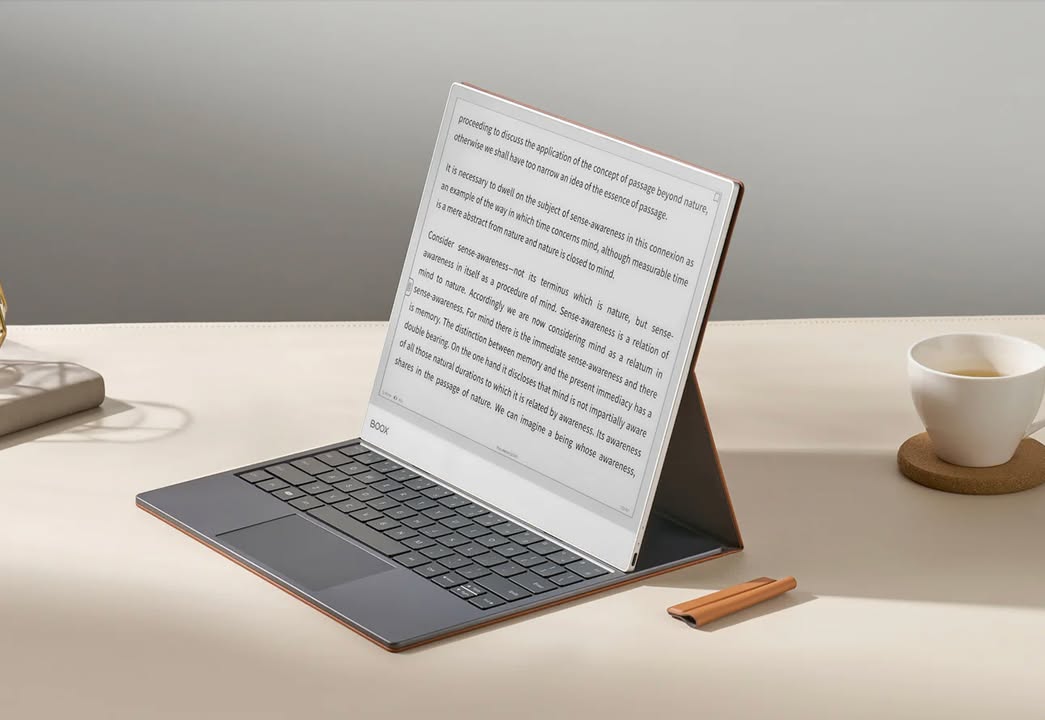 proceeding to discuss the application of the concept of passage beyond nature,
otherwise we shall have too narrow an idea of the essence of passage.
It is necessary to dwell on the subject of sense-awareness in this connexion as
an example of the way in which time concerns mind, although measurable time
is a mere abstract from nature and nature is closed to mind.
Consider sense-awareness—not its terminus which is nature, but sense-
awareness in itself as a procedure of mind. Sense-awareness is a relation of
mind to nature. Accordingly we are now considering mind as a relatum in
sense-awareness. For mind there is the immediate sense-awareness and there
is memory. The distinction between memory and the present immediacy has a
double bearing. On the one hand it discloses that mind is not impartially aware
of all those natural durations to which it is related by awareness. Its awareness
shares in the passage of nature. We can imagine a being whose awareness,
BOOX